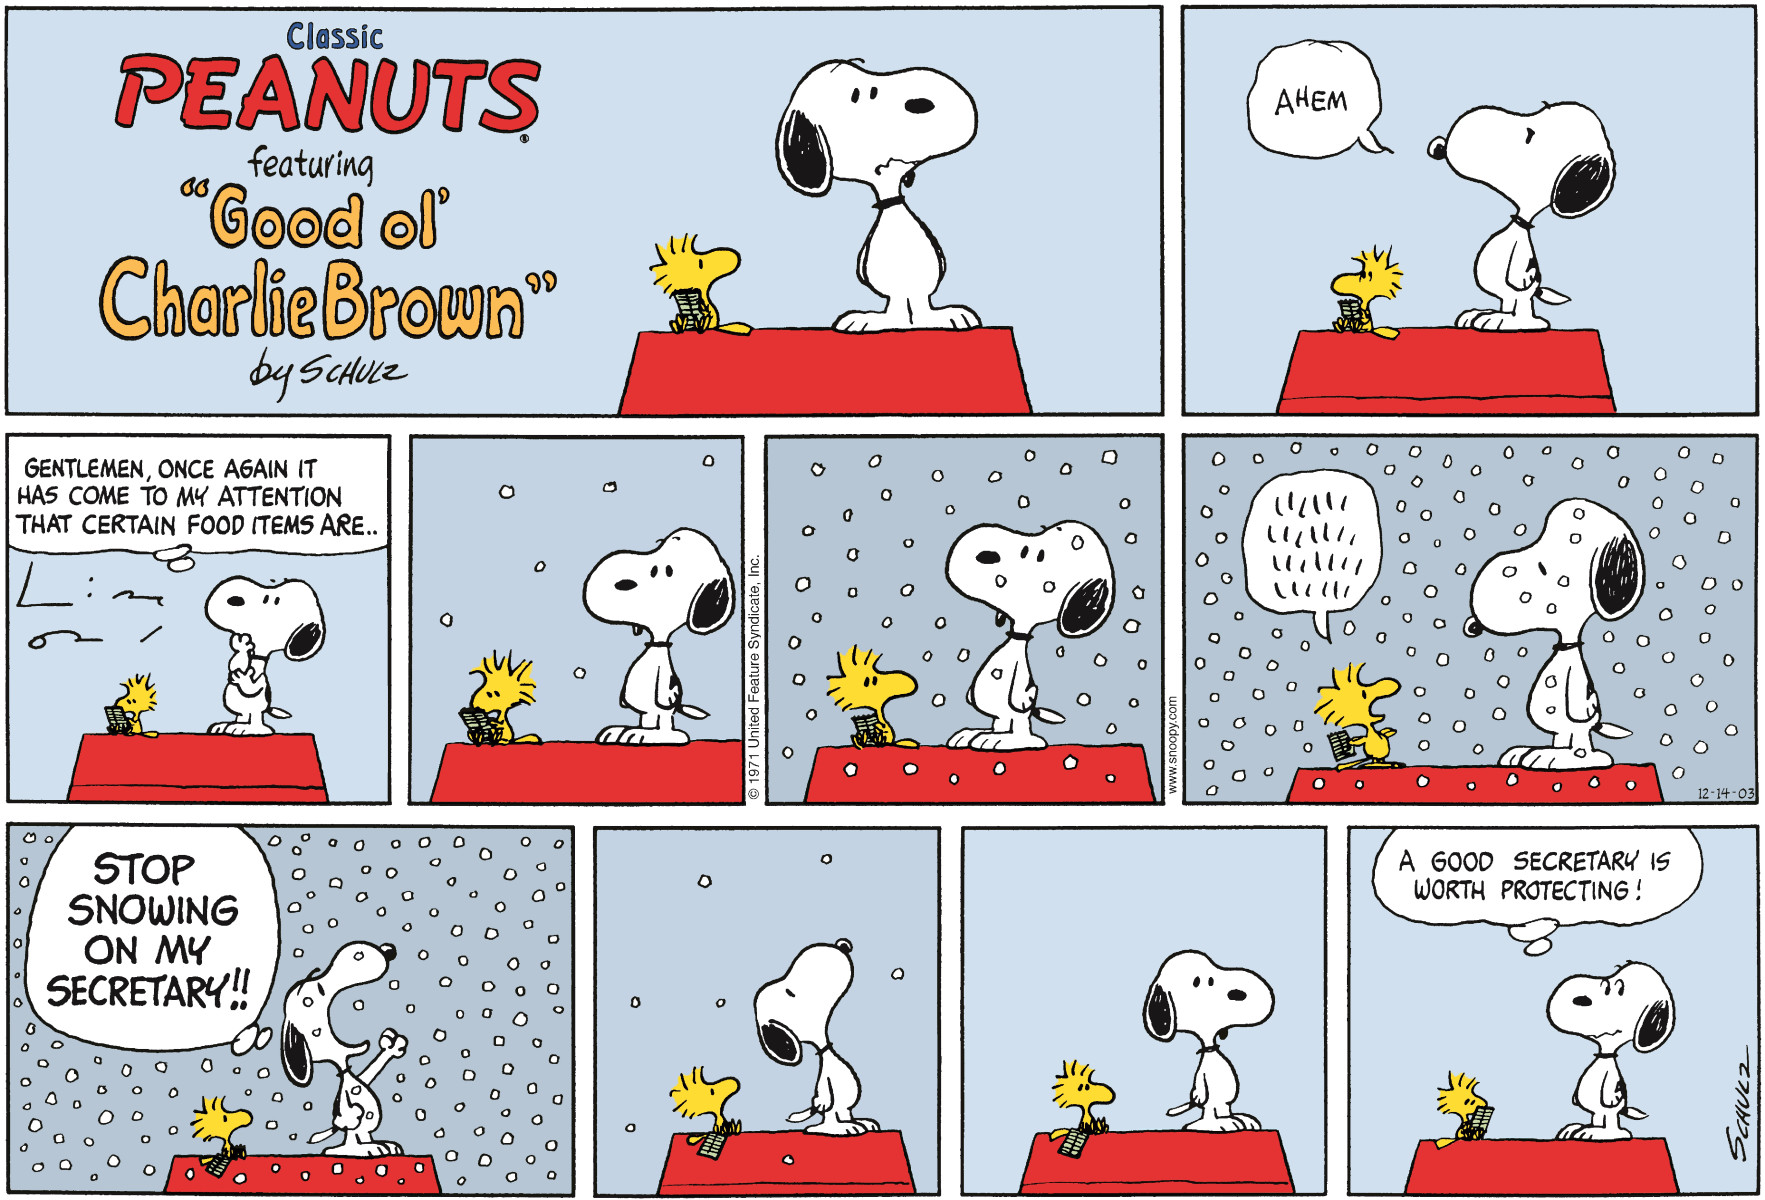 Classic
PEANUTS
featuring
"Good ol'
Charlie Brown"
by SCHULZ
AHEM
GENTLEMEN, ONCE AGAIN IT
HAS COME TO MY ATTENTION
THAT CERTAIN FOOD ITEMS ARE..
© 1971 United Feature Syndicate, Inc.
www.snoopy.com
12-14-03
STOP
SNOWING
ON MY
SECRETARY!!
A GOOD SECRETARY IS
WORTH PROTECTING!
SCHULZ